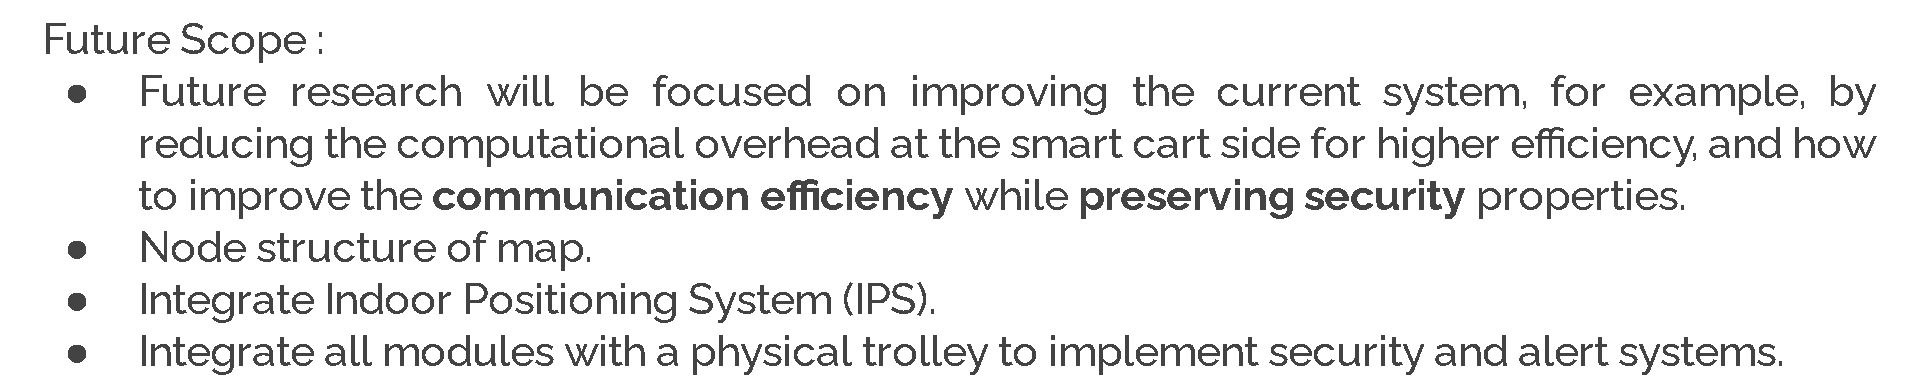 Future Scope :
● Future research will be focused on improving the current system, for example, by
reducing the computational overhead at the smart cart side for higher efficiency, and how
to improve the communication efficiency while preserving security properties.
● Node structure of map.
● Integrate Indoor Positioning System (IPS).
● Integrate all modules with a physical trolley to implement security and alert systems.